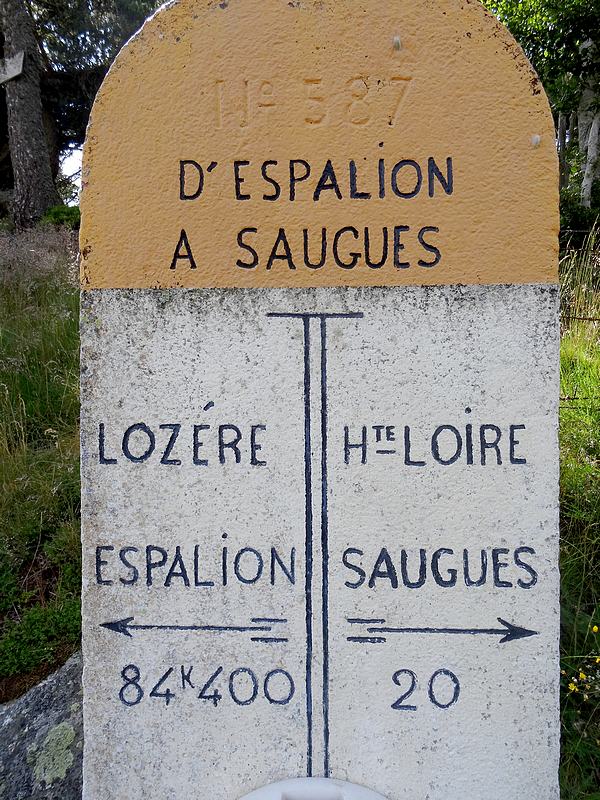 Nº 587
D'ESPALION
A SAUGUES
LOZÉRE
ESPALION
84ᴷ400
HTE LOIRE
SAUGUES
20